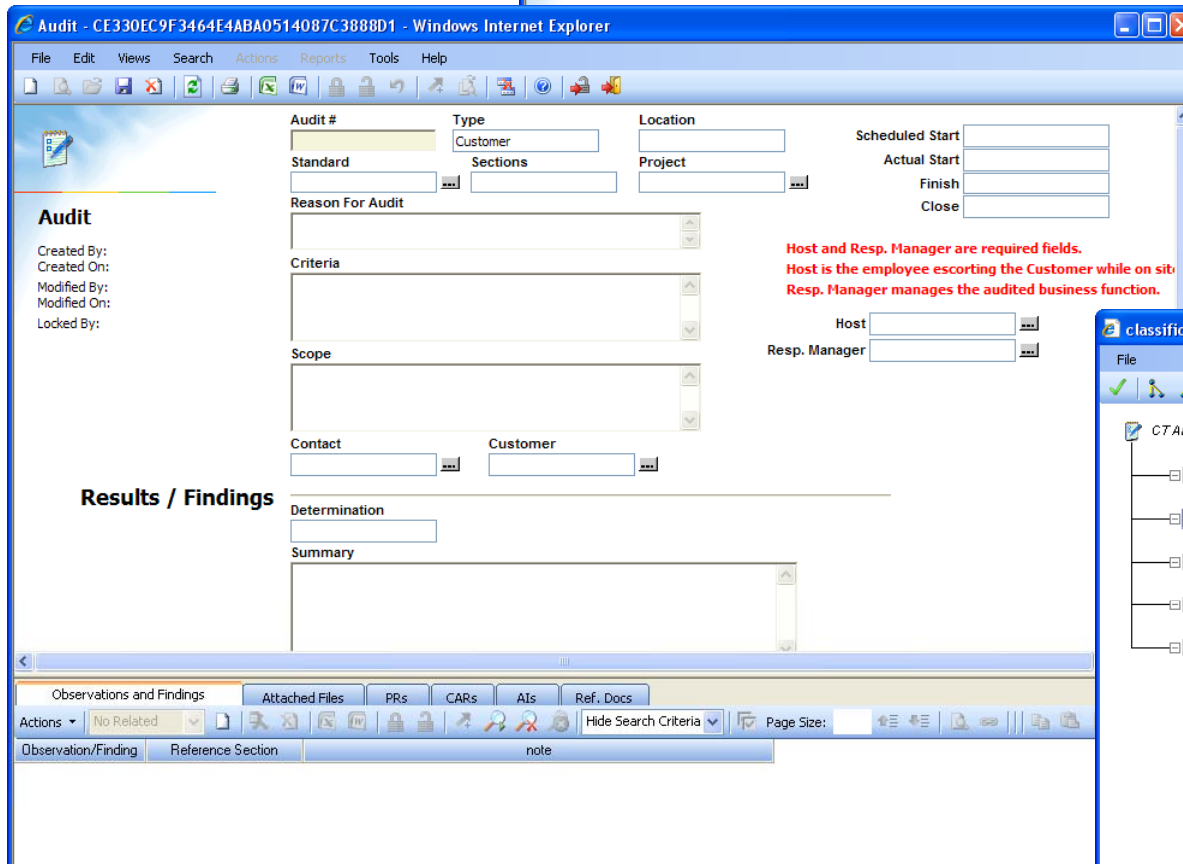 Audit - CE330EC9F3464E4ABA0514087C3888D1 - Windows Internet Explorer
File Edit Views Search Actions Reports Tools Help
Audit # Type Location
Customer
Scheduled Start
Actual Start
Finish
Close
Standard Sections Project
Reason For Audit
Audit
Created By:
Created On:
Modified By:
Modified On:
Locked By:
Criteria
Host and Resp. Manager are required fields.
Host is the employee escorting the Customer while on site
Resp. Manager manages the audited business function.
Host
Resp. Manager
Scope
Contact Customer
Results / Findings
Determination
Summary
classific
File
CTA
Observations and Findings Attached Files PRs CARs AIs Ref. Docs
Actions No Related Hide Search Criteria Page Size:
Observation/Finding Reference Section note